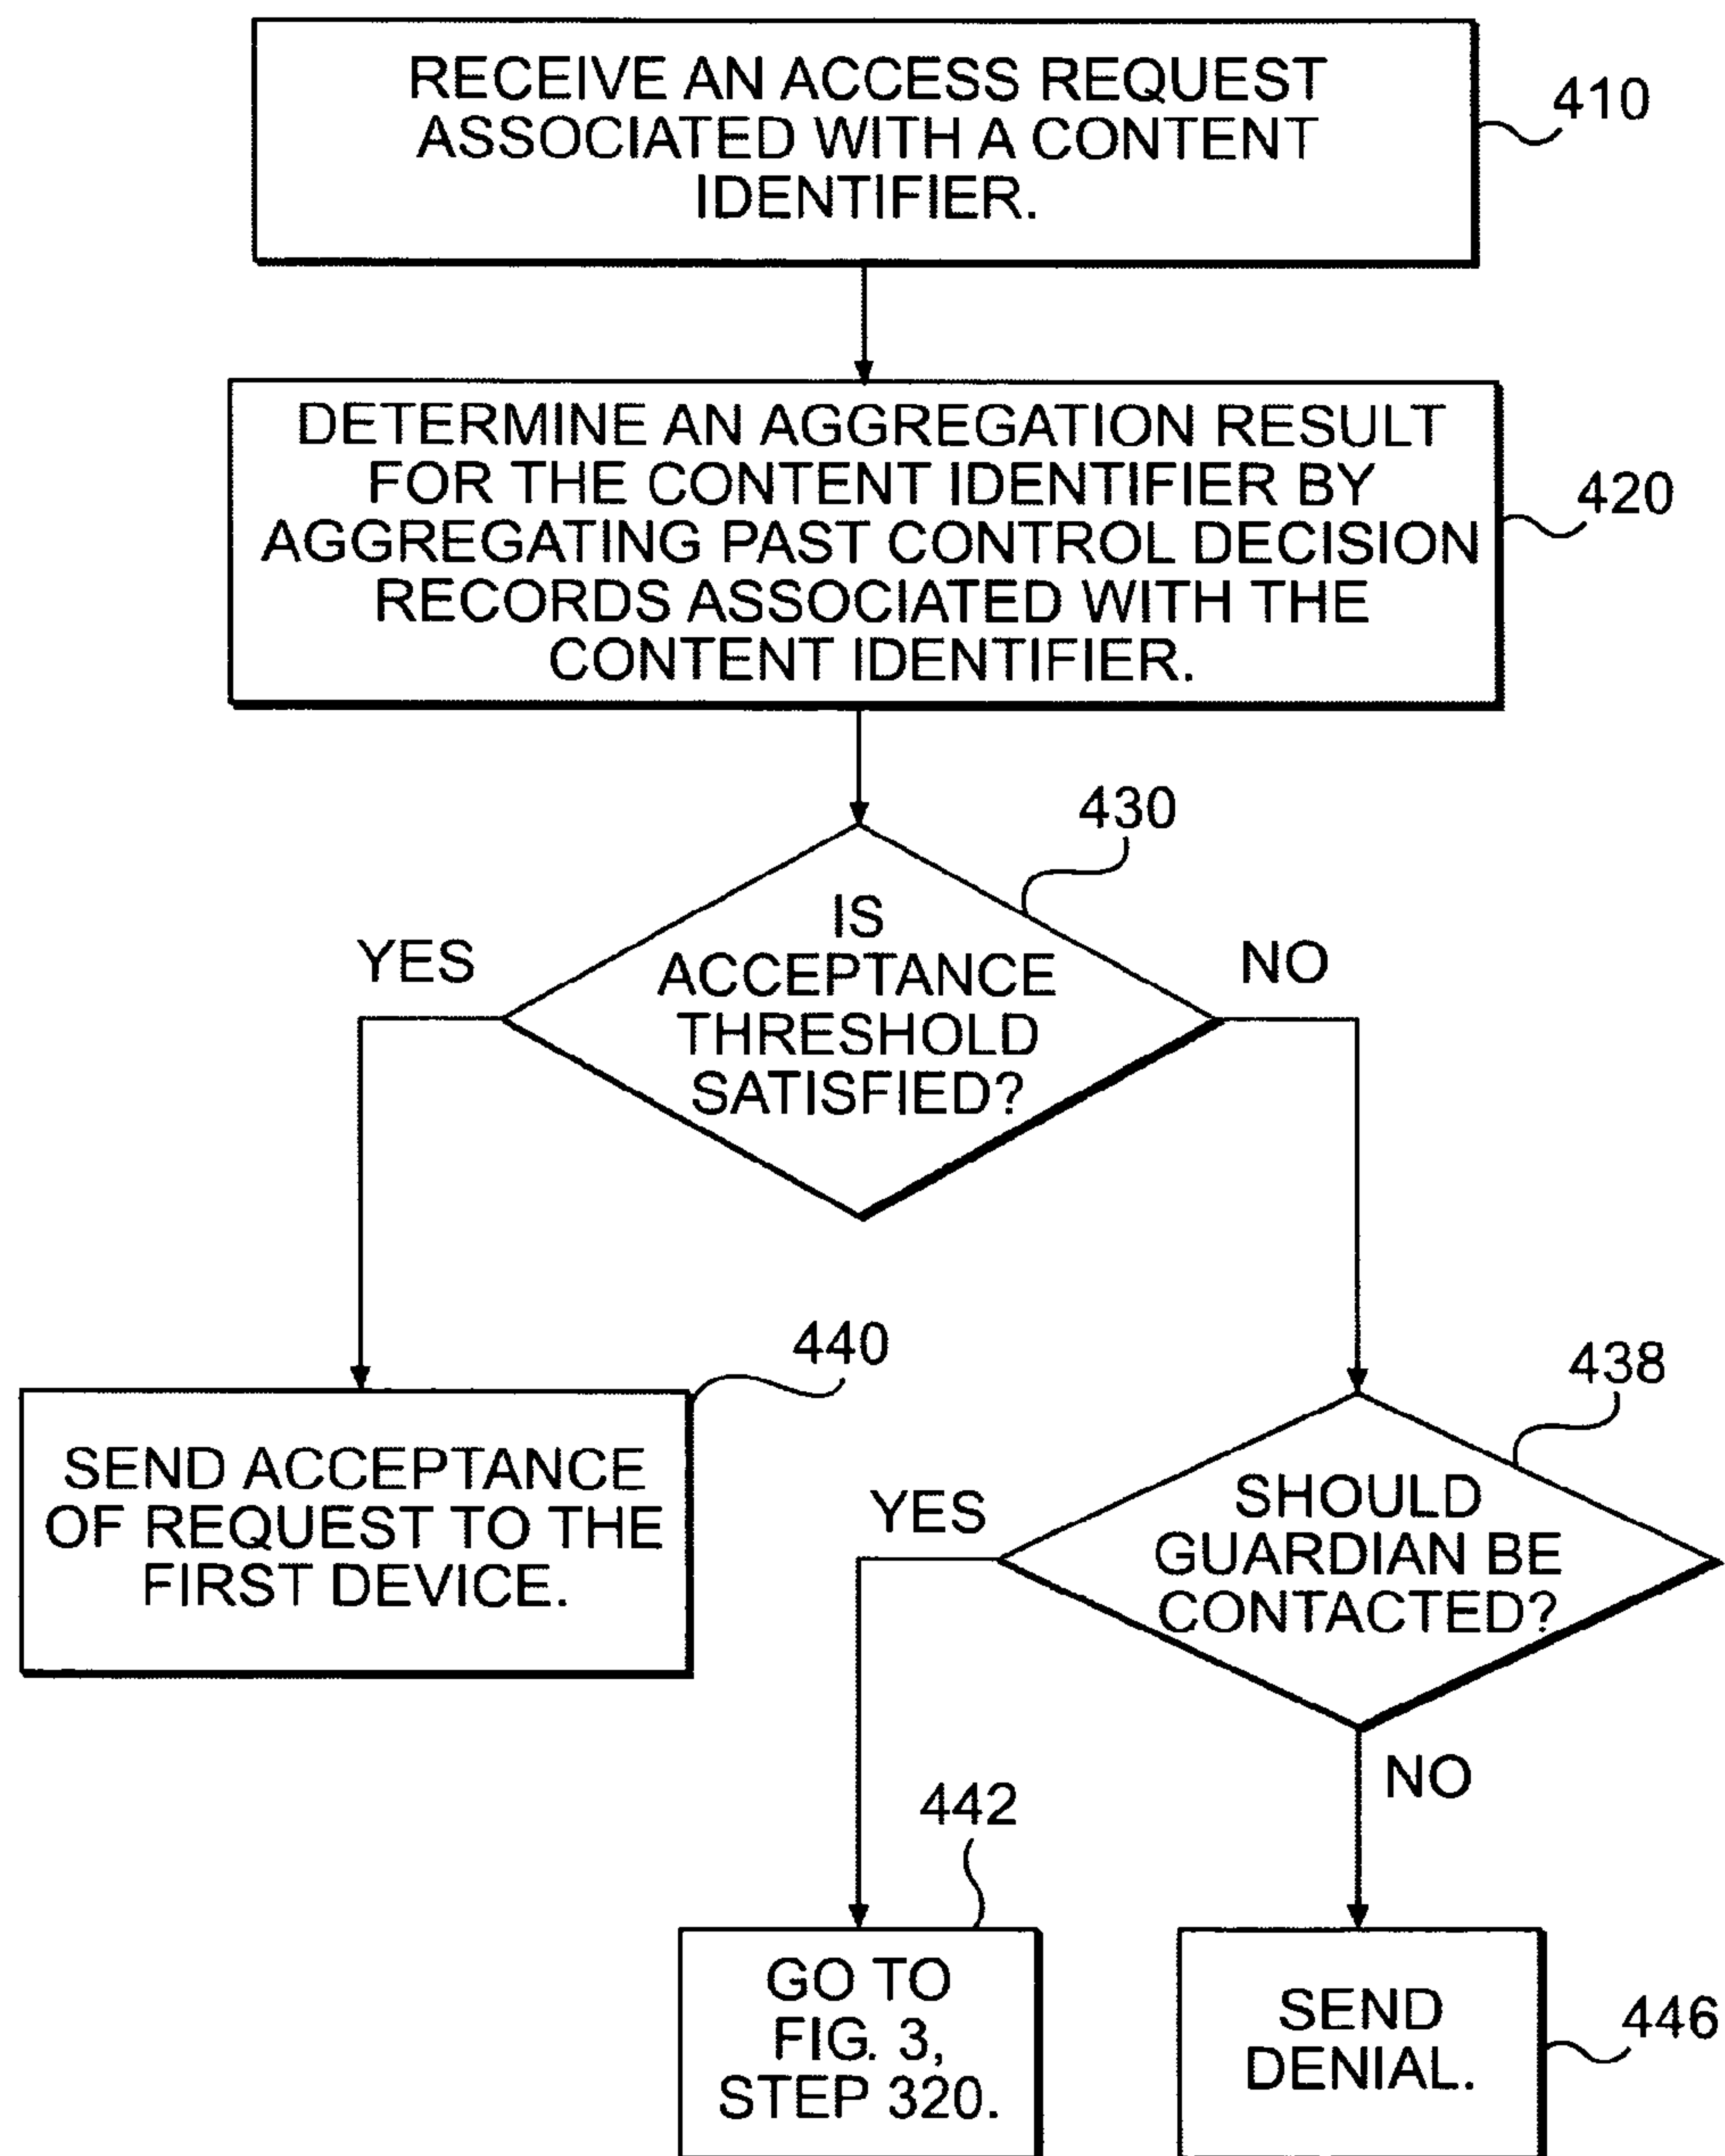 RECEIVE AN ACCESS REQUEST
ASSOCIATED WITH A CONTENT
IDENTIFIER.
410
DETERMINE AN AGGREGATION RESULT
FOR THE CONTENT IDENTIFIER BY
AGGREGATING PAST CONTROL DECISION
RECORDS ASSOCIATED WITH THE
CONTENT IDENTIFIER.
420
430
IS
ACCEPTANCE
THRESHOLD
SATISFIED?
YES
NO
440
SEND ACCEPTANCE
OF REQUEST TO THE
FIRST DEVICE.
438
SHOULD
GUARDIAN BE
CONTACTED?
YES
NO
442
GO TO
FIG. 3,
STEP 320.
SEND
DENIAL.
446